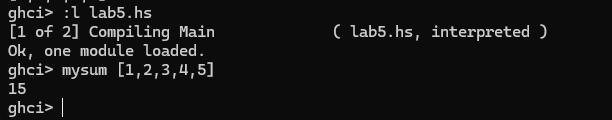 ghci> :l lab5.hs
[1 of 2] Compiling Main             ( lab5.hs, interpreted )
Ok, one module loaded.
ghci> mysum [1,2,3,4,5]
15
ghci>